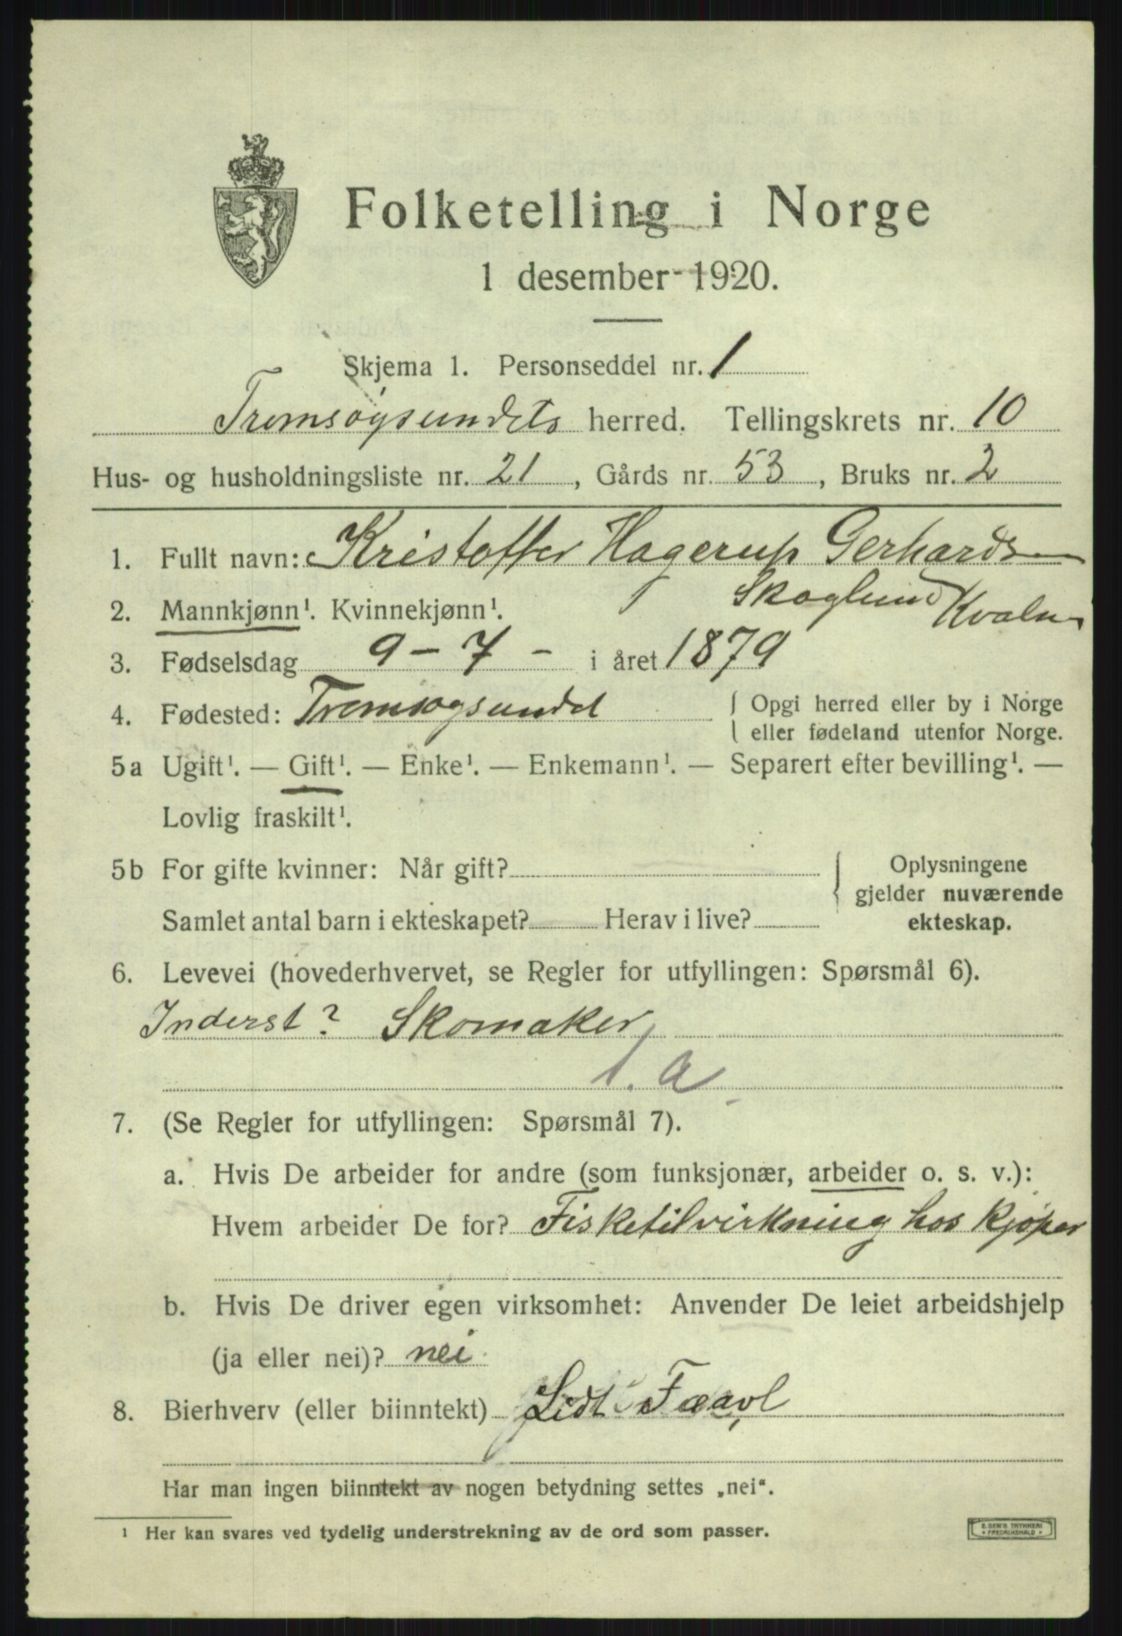 Folketelling i Norge
1 desember 1920.
Skjema 1. Personseddel nr. 1
Tromsøysundets herred. Tellingskrets nr. 10
Hus- og husholdningsliste nr. 21, Gårds nr. 53, Bruks nr. 2
1. Fullt navn: Kristoffer Hagerup Gerhards
Skoglund
2. Mannkjønn¹. Kvinnekjønn¹.
3. Fødselsdag 9 - 7 - i året 1879
4. Fødested: Tromsøysundet { Opgi herred eller by i Norge
eller fødeland utenfor Norge.
5a Ugift¹. — Gift¹. — Enke¹. — Enkemann¹. — Separert efter bevilling¹. —
Lovlig fraskilt¹.
5b For gifte kvinner: Når gift? { Oplysningene
gjelder nuværende
Samlet antal barn i ekteskapet? Herav i live? ekteskap.
6. Levevei (hovederhvervet, se Regler for utfyllingen: Spørsmål 6).
Inderst? Skomaker
1. a
7. (Se Regler for utfyllingen: Spørsmål 7).
a. Hvis De arbeider for andre (som funksjonær, arbeider o. s. v.):
Hvem arbeider De for? Fisketilvirkning hos kjøper
b. Hvis De driver egen virksomhet: Anvender De leiet arbeidshjelp
(ja eller nei)? nei
8. Bierhverv (eller biinntekt) Lidt Fæavl
Har man ingen biinntekt av nogen betydning settes „nei".
¹ Her kan svares ved tydelig understrekning av de ord som passer.